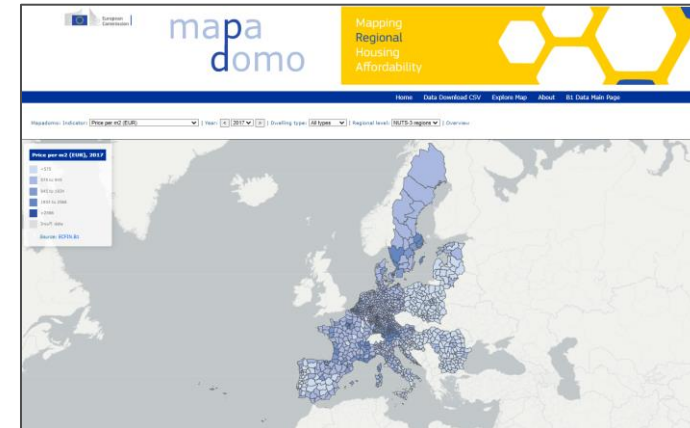 European
Commission
mapa
domo
Mapping
Regional
Housing
Affordability
Home Data Download CSV Explore Map About B1 Data Main Page
Mapadomo: Indicator: Price per m2 (EUR) | Year: < 2017 > | Dwelling type: All types | Regional level: NUTS-3 regions | Overview
Price per m2 (EUR), 2017
Insuff. data